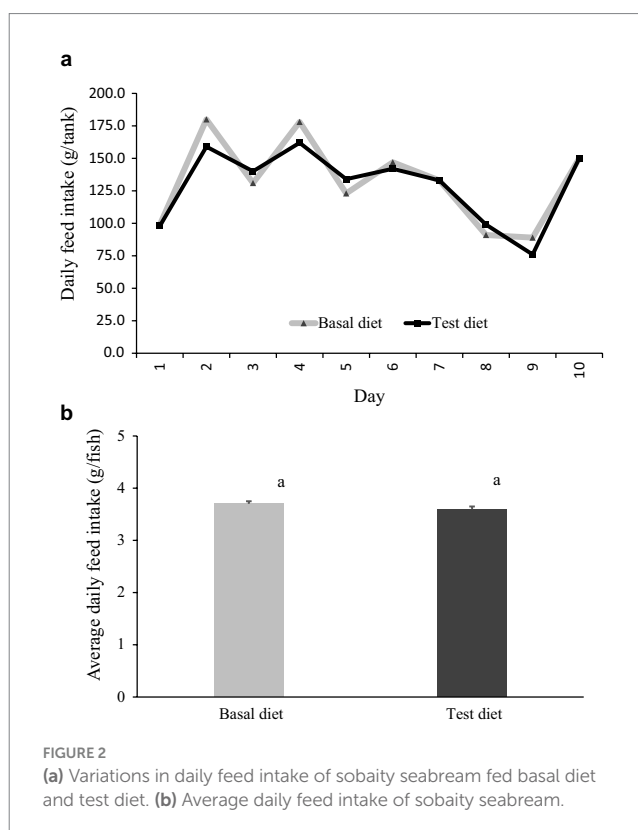 a
200.0
175.0
150.0
125.0
100.0
75.0
50.0
25.0
0.0
Daily feed intake (g/tank)
Basal diet Test diet
1 2 3 4 5 6 7 8 9 10
Day
b
5
4
3
2
1
0
Average daily feed intake (g/fish)
a a
Basal diet Test diet
FIGURE 2
(a) Variations in daily feed intake of sobaity seabream fed basal diet
and test diet. (b) Average daily feed intake of sobaity seabream.